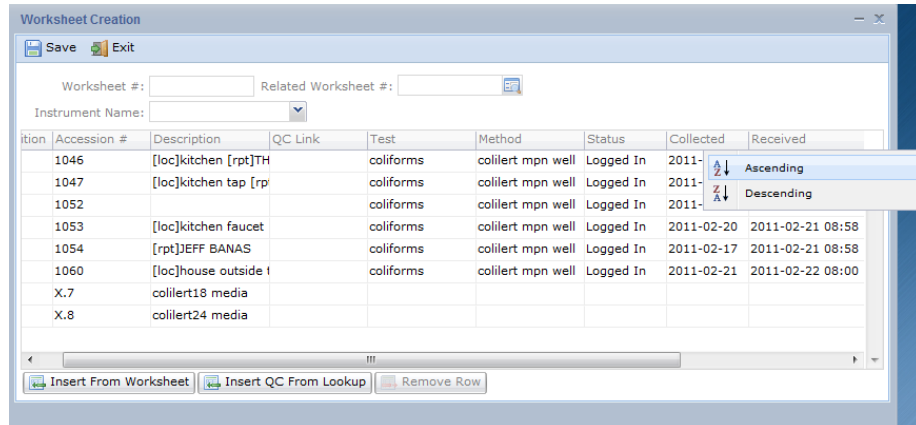 Worksheet Creation
Save Exit
Worksheet #: Related Worksheet #:
Instrument Name:
ition Accession # Description QC Link Test Method Status Collected Received
1046 [loc]kitchen [rpt]TH coliforms colilert mpn well Logged In 2011-
Ascending
1047 [loc]kitchen tap [rp coliforms colilert mpn well Logged In 2011-
Descending
1052 coliforms colilert mpn well Logged In 2011-
1053 [loc]kitchen faucet coliforms colilert mpn well Logged In 2011-02-20 2011-02-21 08:58
1054 [rpt]JEFF BANAS coliforms colilert mpn well Logged In 2011-02-17 2011-02-21 08:58
1060 [loc]house outside t coliforms colilert mpn well Logged In 2011-02-21 2011-02-22 08:00
X.7 colilert18 media
X.8 colilert24 media
Insert From Worksheet Insert QC From Lookup Remove Row